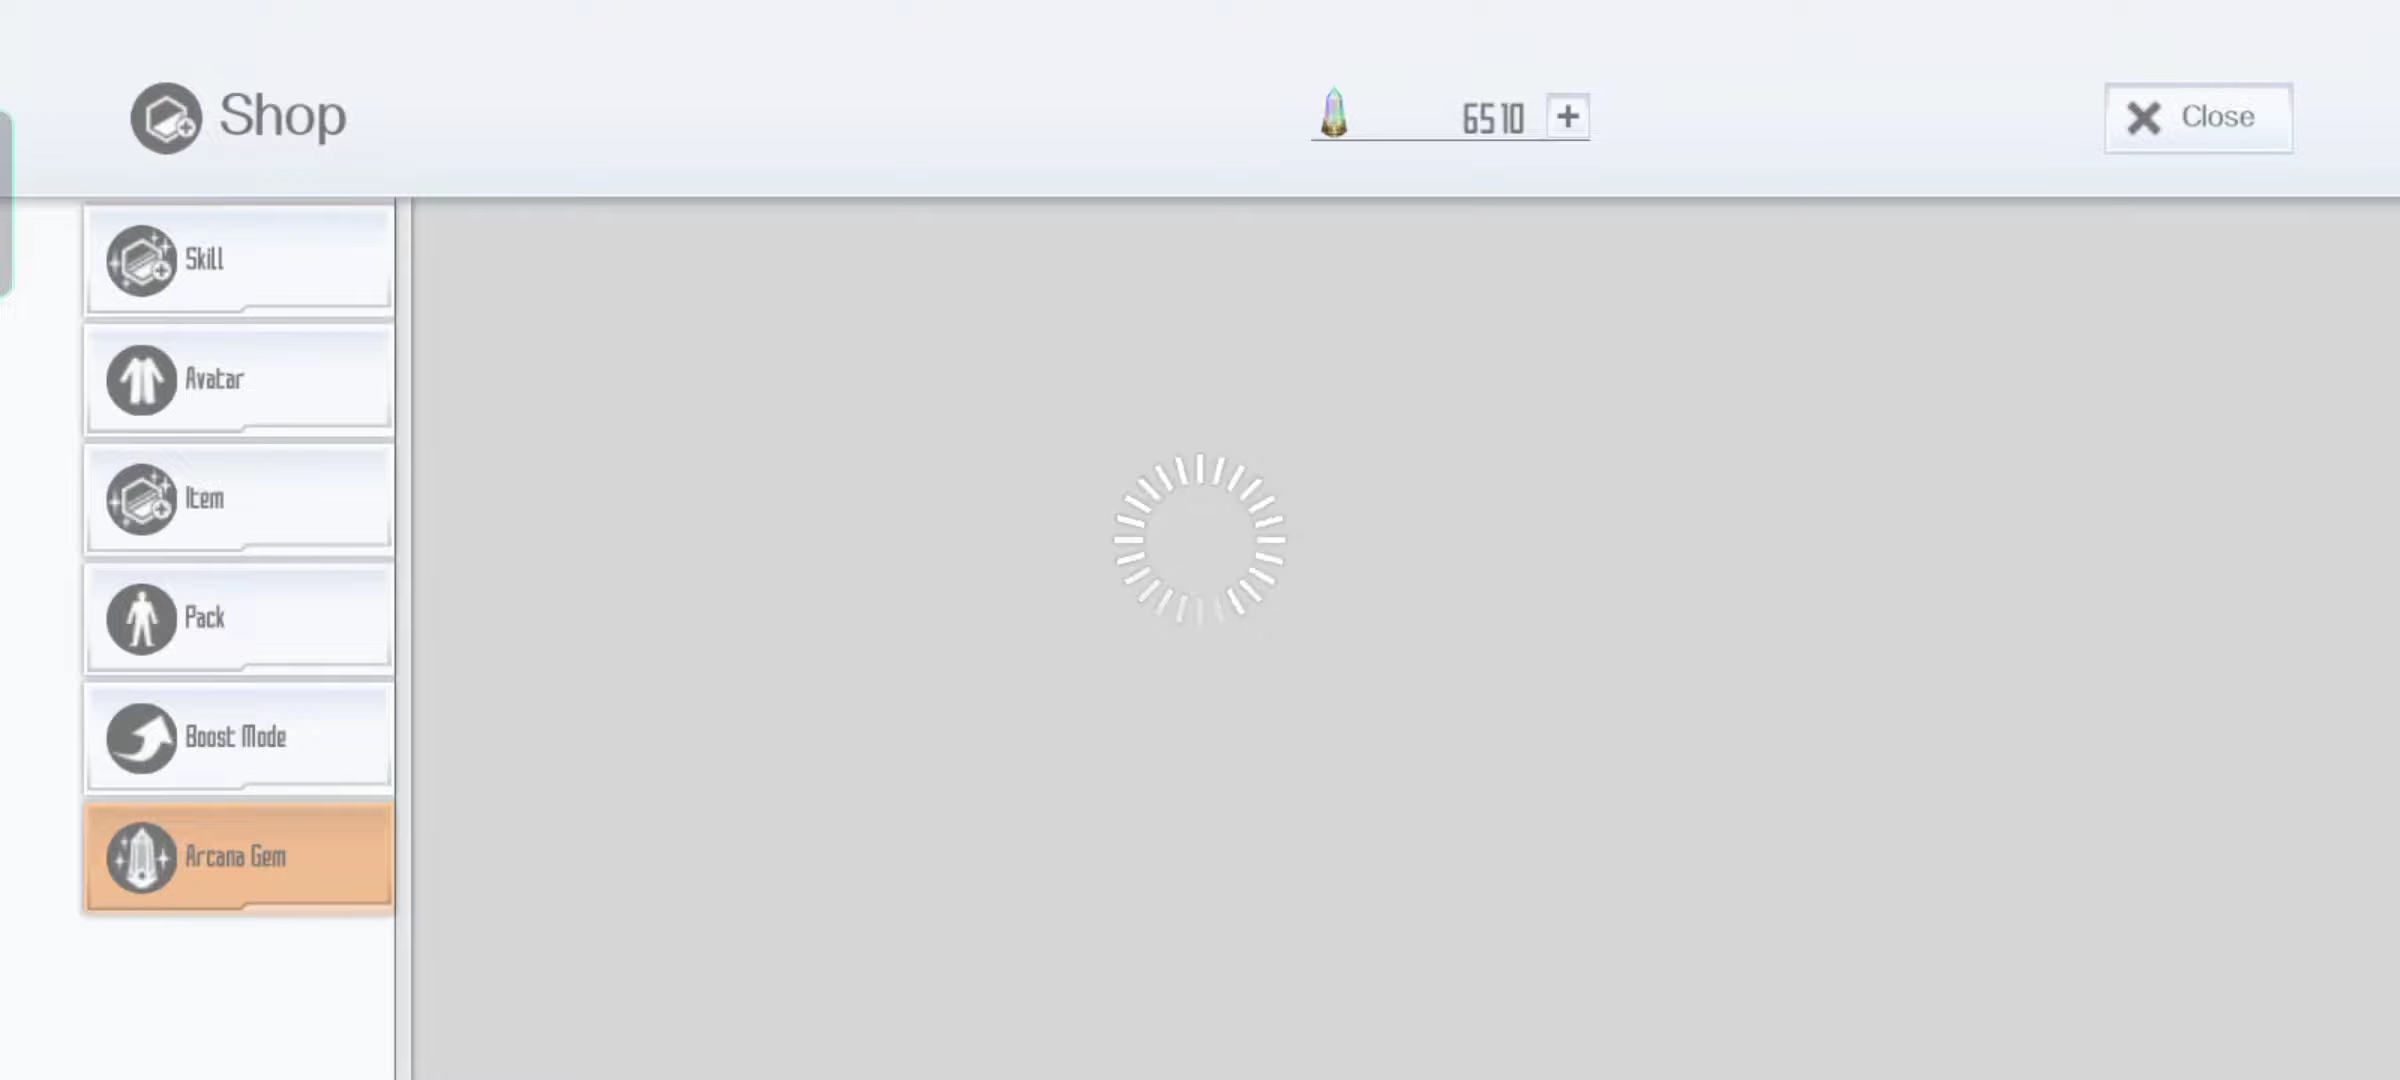 Shop
6510
Close
Skill
Avatar
Item
Pack
Boost Mode
Arcana Gem